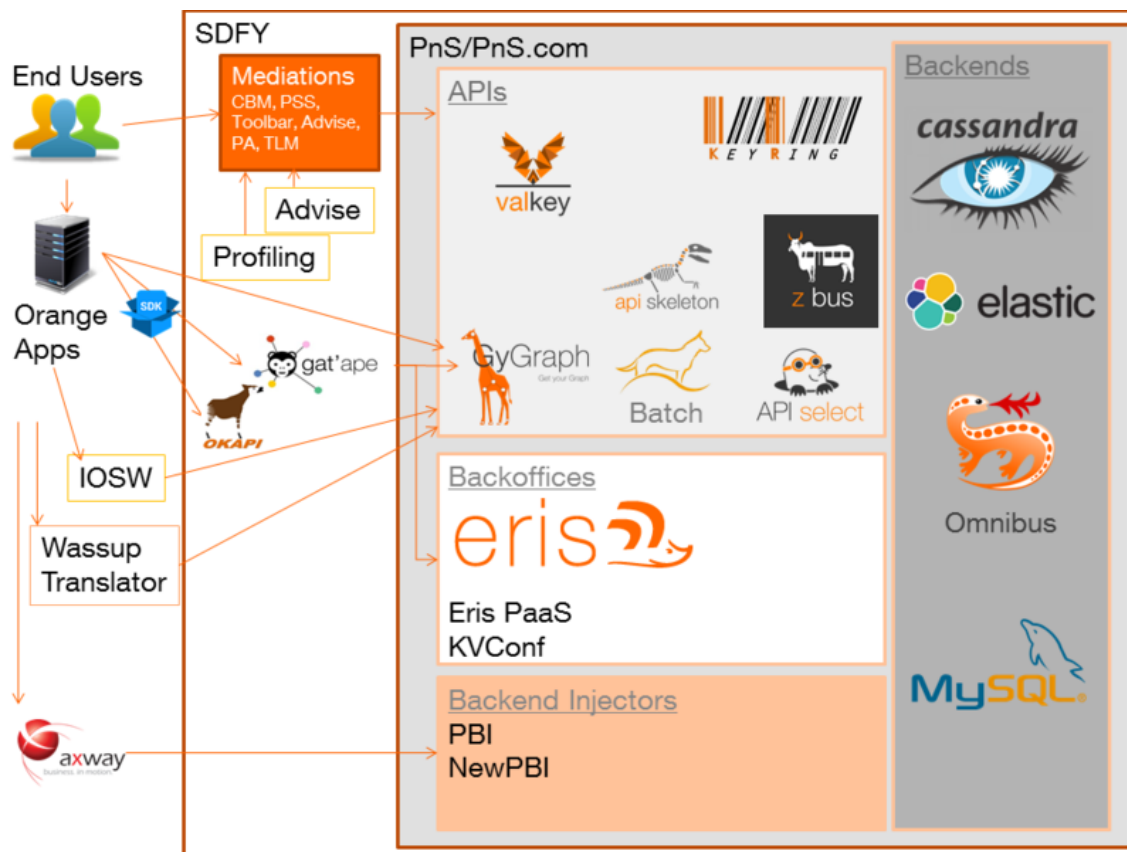 SDFY
PnS/PnS.com
End Users
Mediations
CBM, PSS,
Toolbar, Advise,
PA, TLM
APIs
KEYRING
valkey
Backends
cassandra
Advise
Profiling
api skeleton
z bus
elastic
SDK
Orange
Apps
gat'ape
OKAPI
GyGraph
Get your Graph
Batch
API select
IOSW
Backoffices
eris
Omnibus
Wassup
Translator
Eris PaaS
KVConf
MySQL®
Backend Injectors
PBI
NewPBI
axway
business in motion